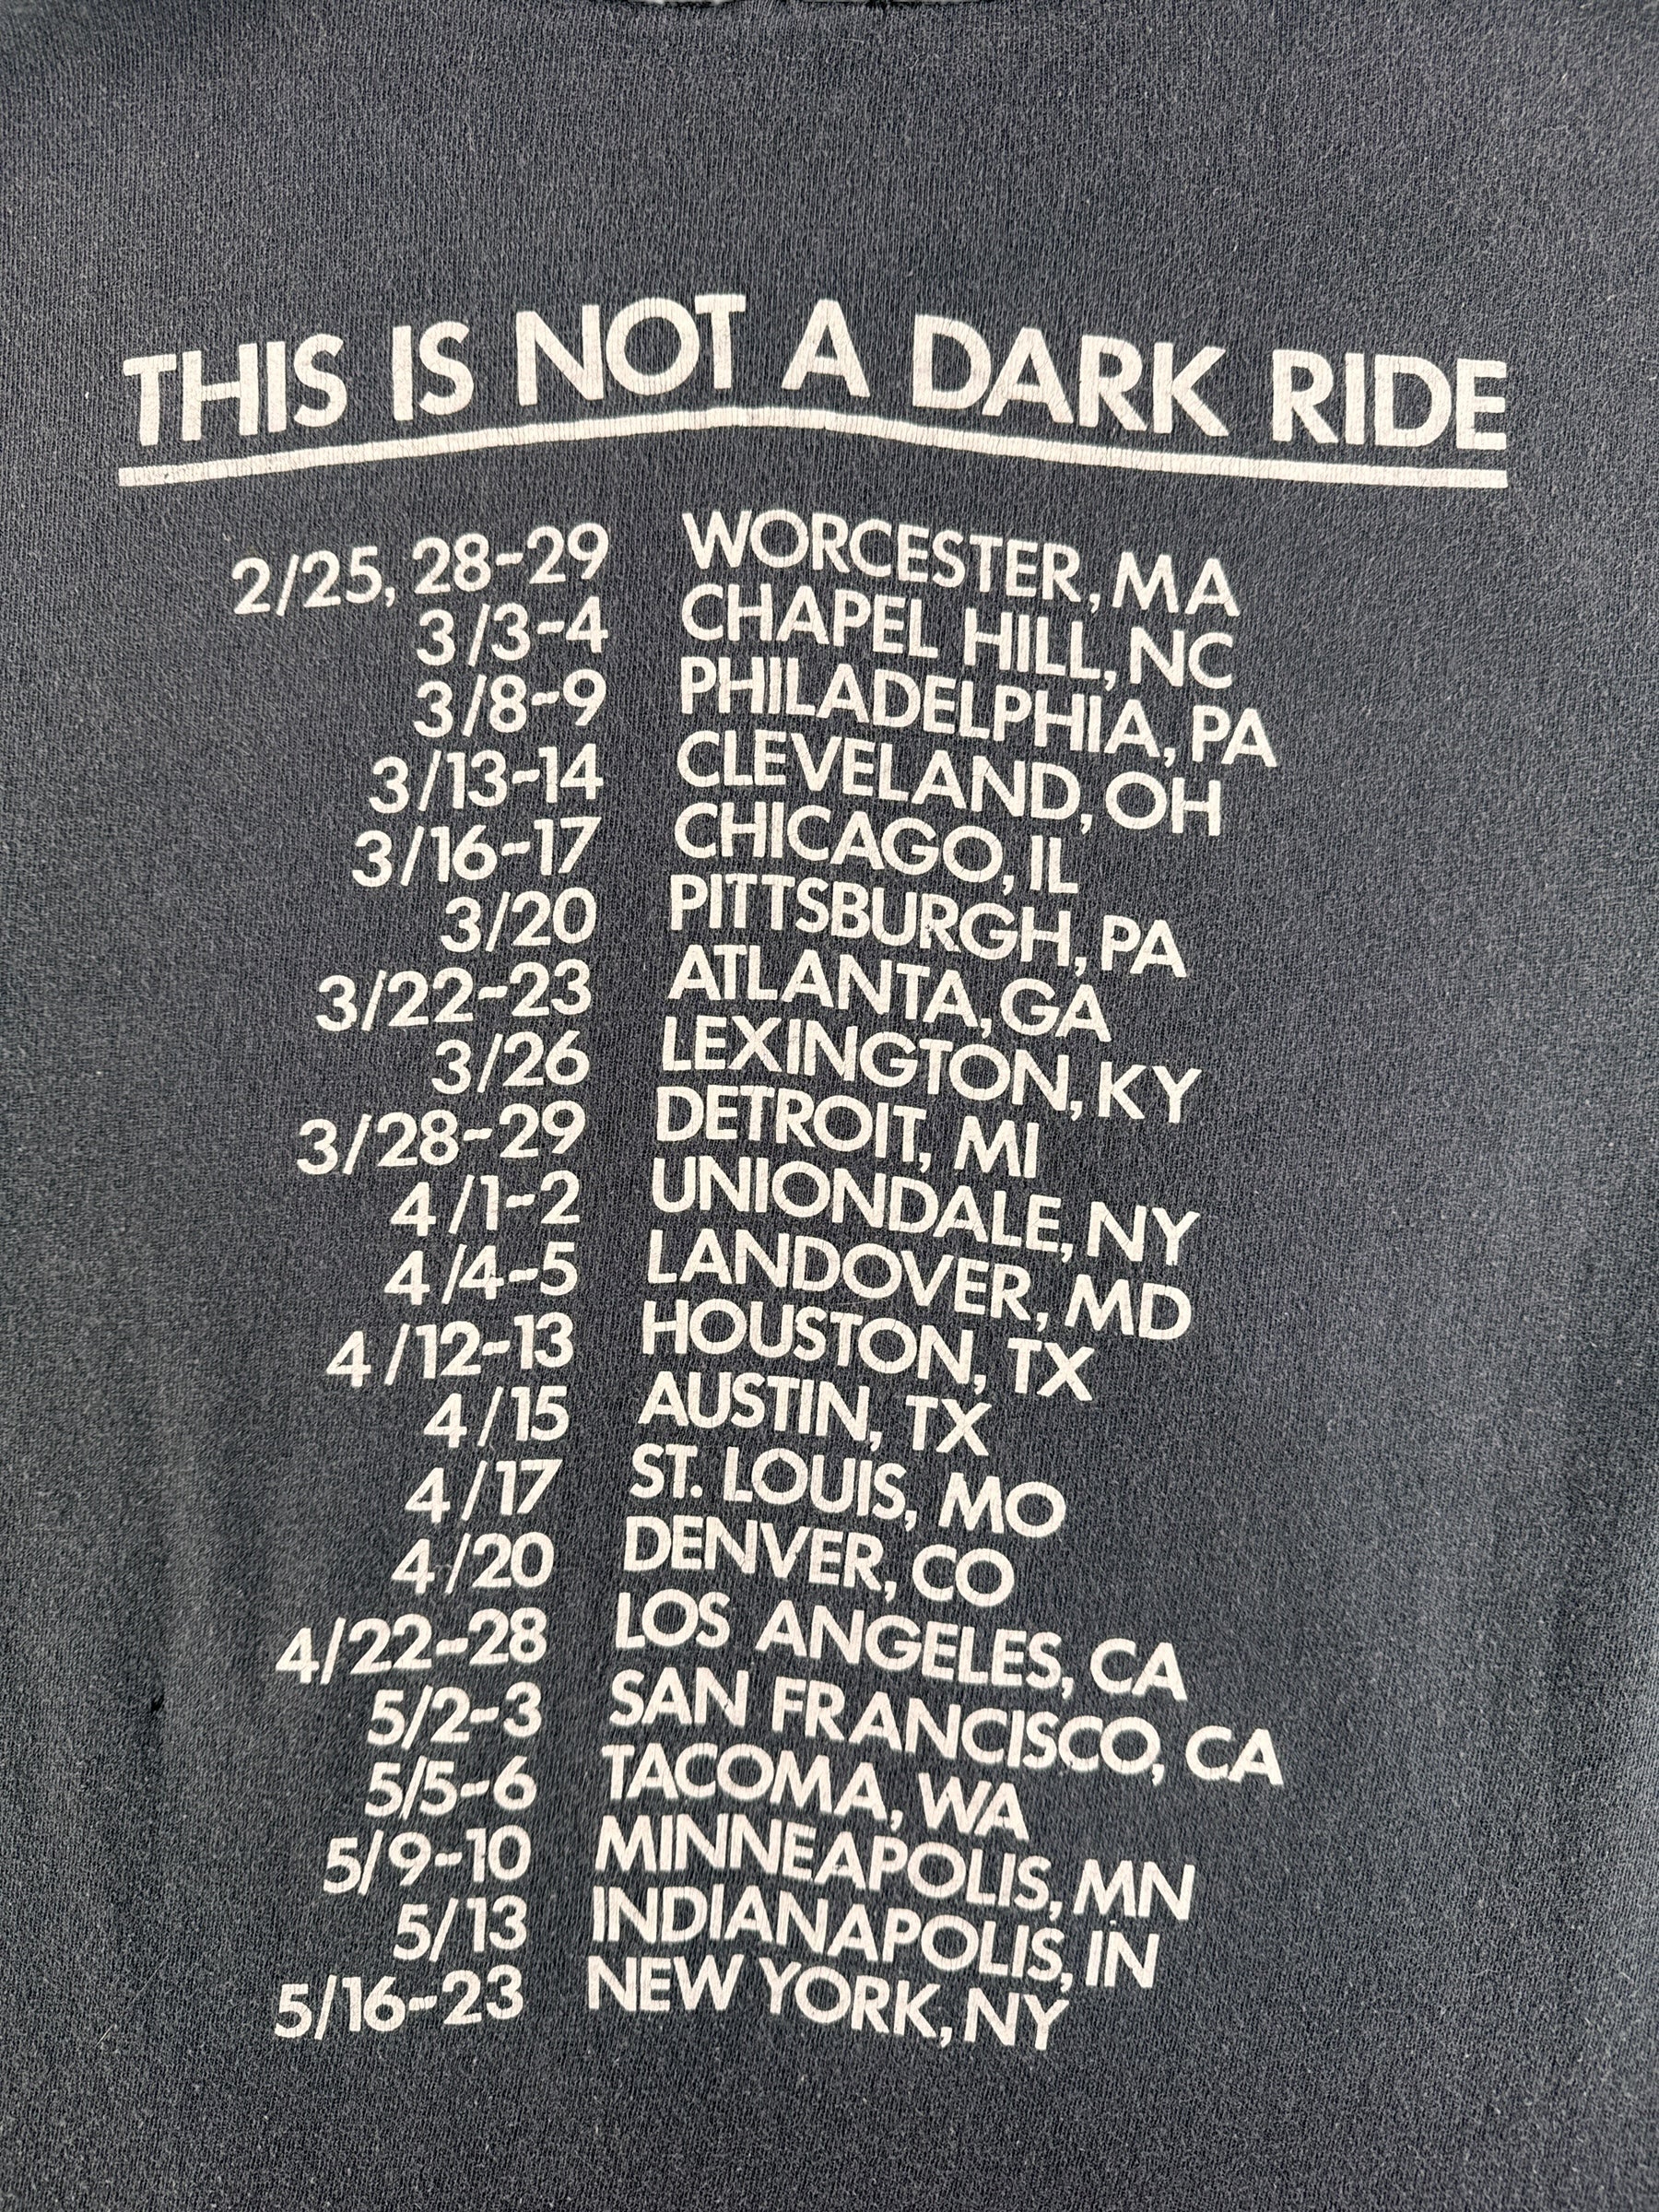 THIS IS NOT A DARK RIDE
2/25, 28-29 WORCESTER, MA
3/3-4 CHAPEL HILL, NC
3/8-9 PHILADELPHIA, PA
3/13-14 CLEVELAND, OH
3/16-17 CHICAGO, IL
3/20 PITTSBURGH, PA
3/22-23 ATLANTA, GA
3/26 LEXINGTON, KY
3/28-29 DETROIT, MI
4/1-2 UNIONDALE, NY
4/4-5 LANDOVER, MD
4/12-13 HOUSTON, TX
4/15 AUSTIN, TX
4/17 ST. LOUIS, MO
4/20 DENVER, CO
4/22-28 LOS ANGELES, CA
5/2-3 SAN FRANCISCO, CA
5/5-6 TACOMA, WA
5/9-10 MINNEAPOLIS, MN
5/13 INDIANAPOLIS, IN
5/16-23 NEW YORK, NY